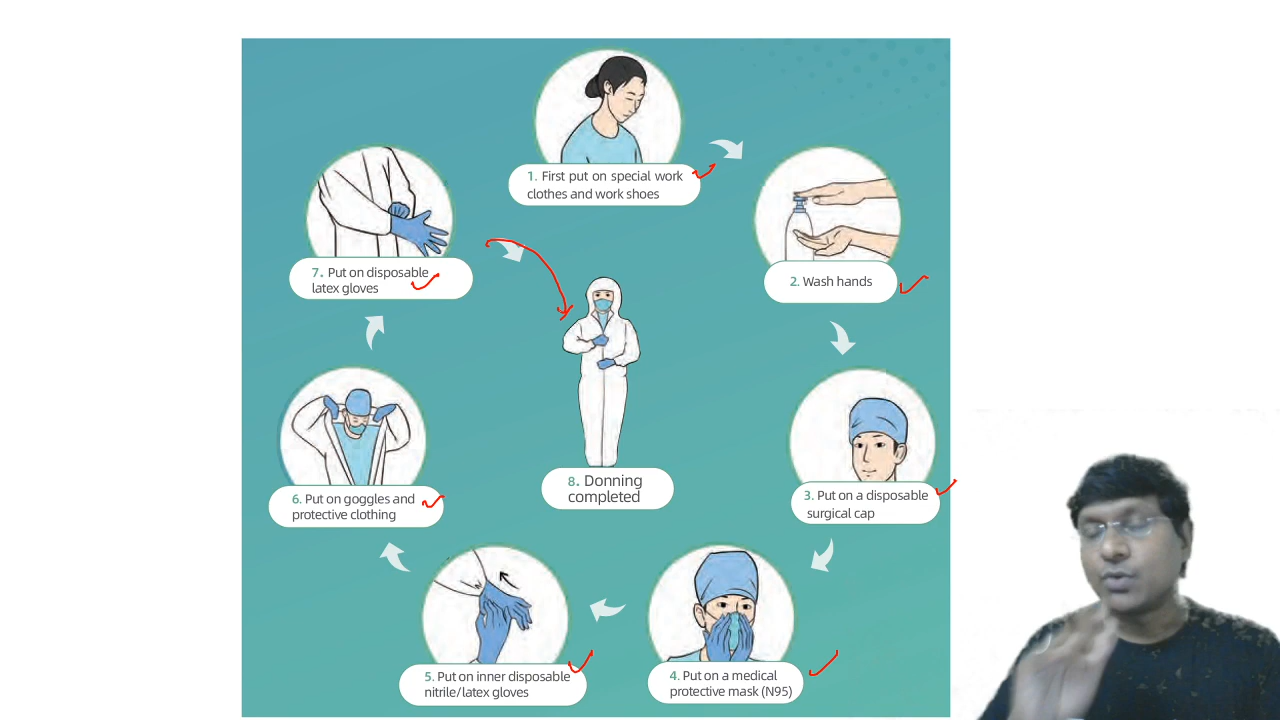 1. First put on special work
clothes and work shoes
2. Wash hands
3. Put on a disposable
surgical cap
4. Put on a medical
protective mask (N95)
5. Put on inner disposable
nitrile/latex gloves
6. Put on goggles and
protective clothing
7. Put on disposable
latex gloves
8. Donning
completed